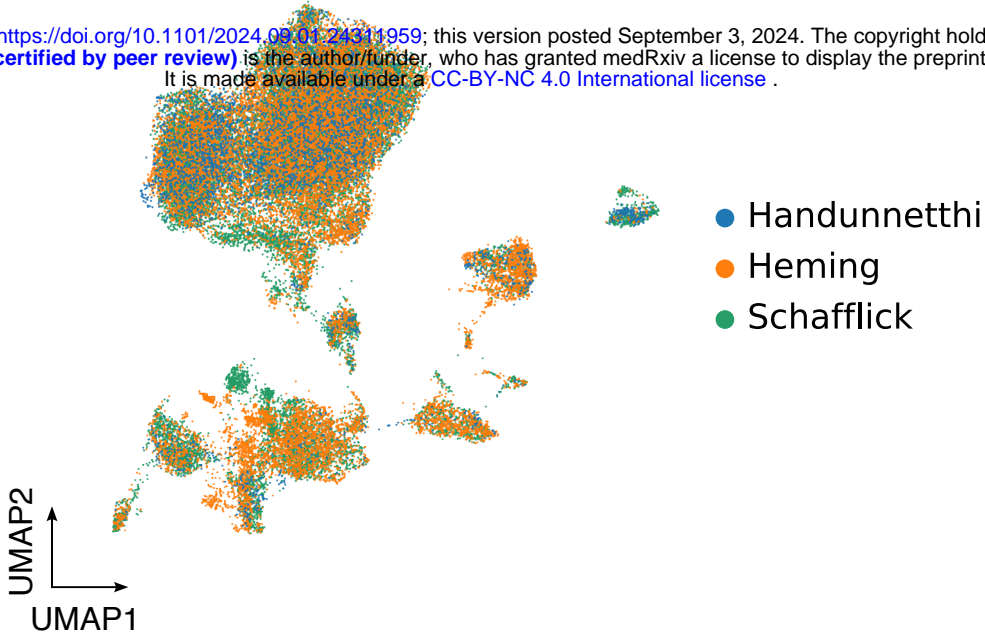 https://doi.org/10.1101/2024.09.01.24311959; this version posted September 3, 2024. The copyright hold
certified by peer review) is the author/funder, who has granted medRxiv a license to display the preprint
It is made available under a CC-BY-NC 4.0 International license .
Handunnetthi
Heming
Schafflick
UMAP2
UMAP1